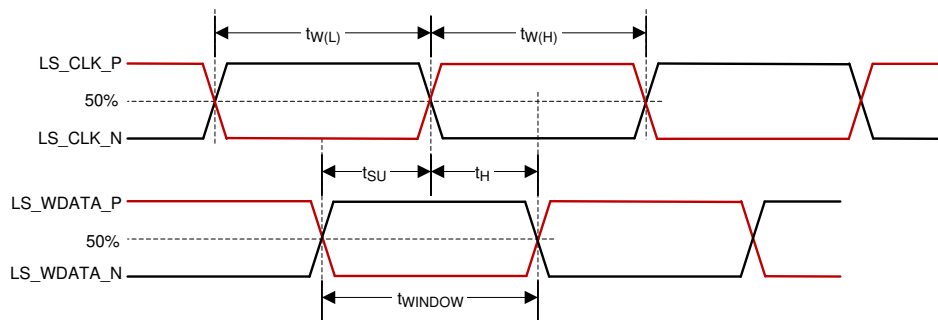 tW(L)
tW(H)
LS_CLK_P
50%
LS_CLK_N
tSU
tH
LS_WDATA_P
50%
LS_WDATA_N
tWINDOW